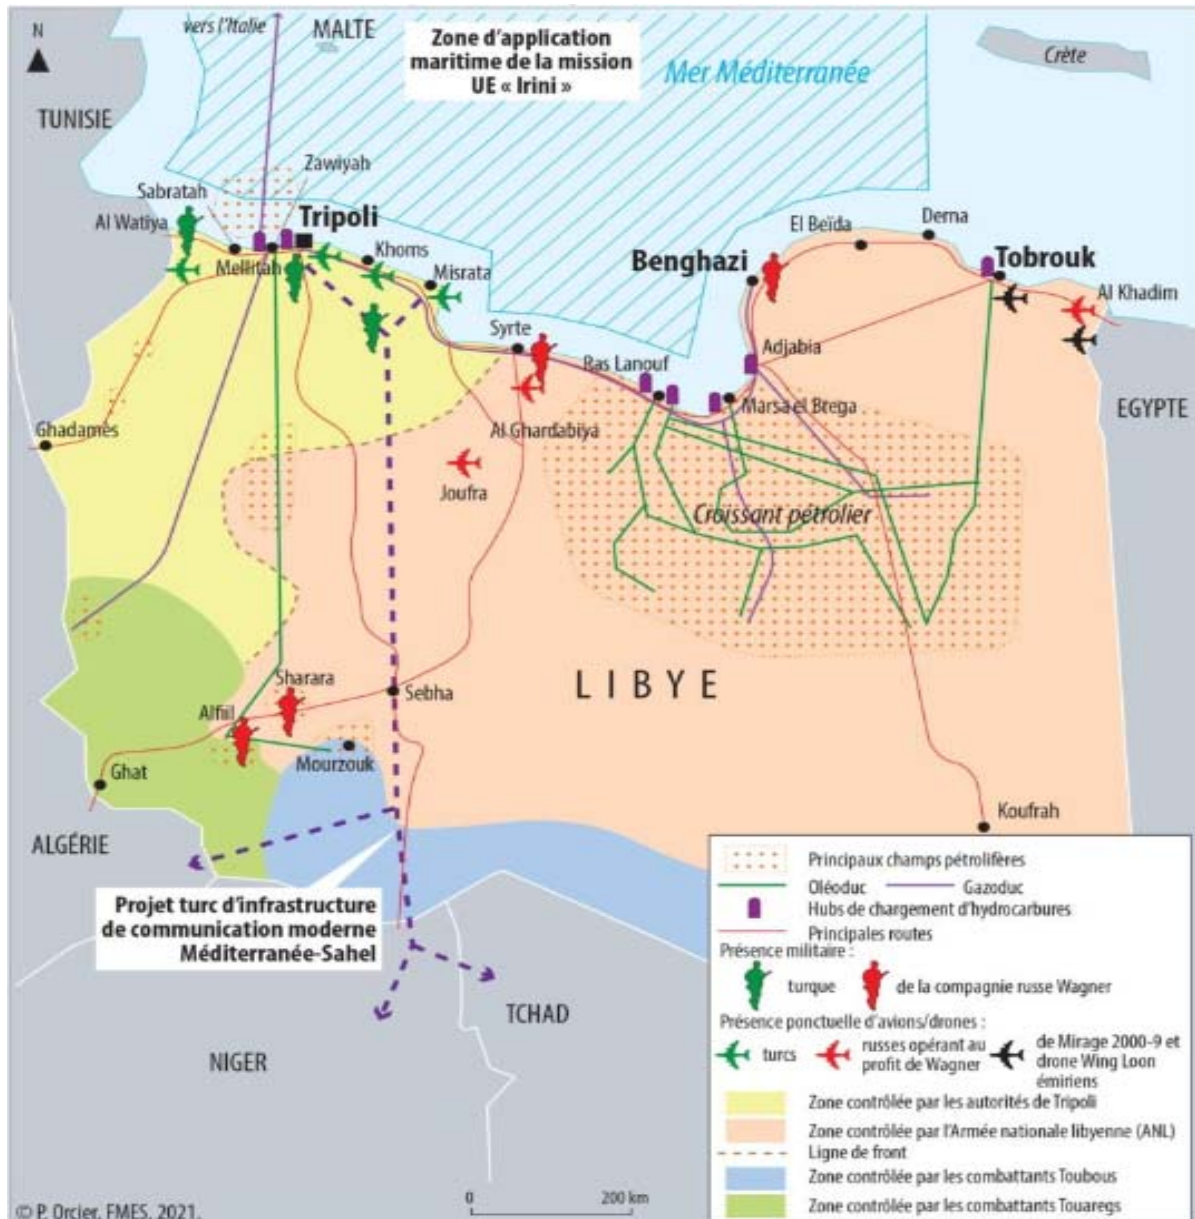 N
vers l'Italie
MALTE
Zone d'application
maritime de la mission
UE « Irini »
Mer Méditerranée
Crète
TUNISIE
Zawiyah
Sabratah
Al Watiya
Tripoli
Mellitah
Khoms
Misrata
El Beïda
Derna
Benghazi
Tobrouk
Al Khadim
Syrte
Ras Lanouf
Adjabia
Marsa el Brega
EGYPTE
Ghadamès
Al Ghardabiya
Joufra
Croissant pétrolier
LIBYE
Sharara
Sebha
Alfiil
Mourzouk
Ghat
Koufrah
ALGÉRIE
Projet turc d'infrastructure
de communication moderne
Méditerranée-Sahel
TCHAD
NIGER
Principaux champs pétrolifères
Oléoduc
Gazoduc
Hubs de chargement d'hydrocarbures
Principales routes
Présence militaire :
turque
de la compagnie russe Wagner
Présence ponctuelle d'avions/drones :
turcs
russes opérant au
profit de Wagner
de Mirage 2000-9 et
drone Wing Loon
émiriens
Zone contrôlée par les autorités de Tripoli
Zone contrôlée par l'Armée nationale libyenne (ANL)
Ligne de front
Zone contrôlée par les combattants Toubous
Zone contrôlée par les combattants Touaregs
0
200 km
© P. Orcier, FMES, 2021.